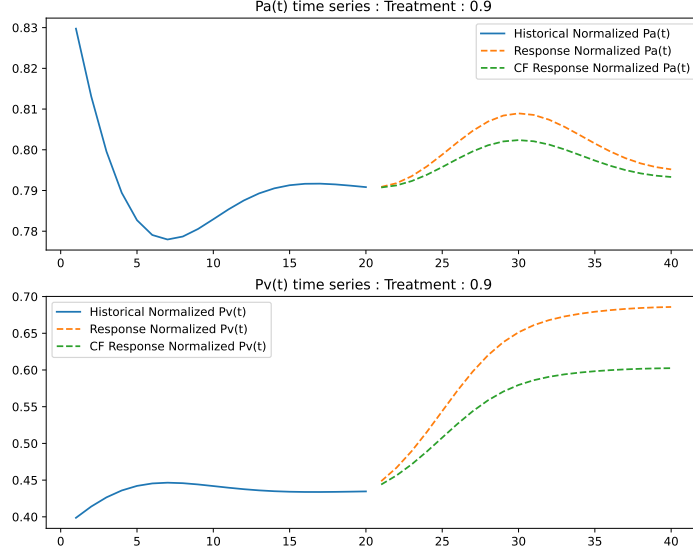 Pa(t) time series : Treatment : 0.9
0.83
0.82
0.81
0.80
0.79
0.78
Historical Normalized Pa(t)
Response Normalized Pa(t)
CF Response Normalized Pa(t)
0 5 10 15 20 25 30 35 40
Pv(t) time series : Treatment : 0.9
0.70
0.65
0.60
0.55
0.50
0.45
0.40
Historical Normalized Pv(t)
Response Normalized Pv(t)
CF Response Normalized Pv(t)
0 5 10 15 20 25 30 35 40